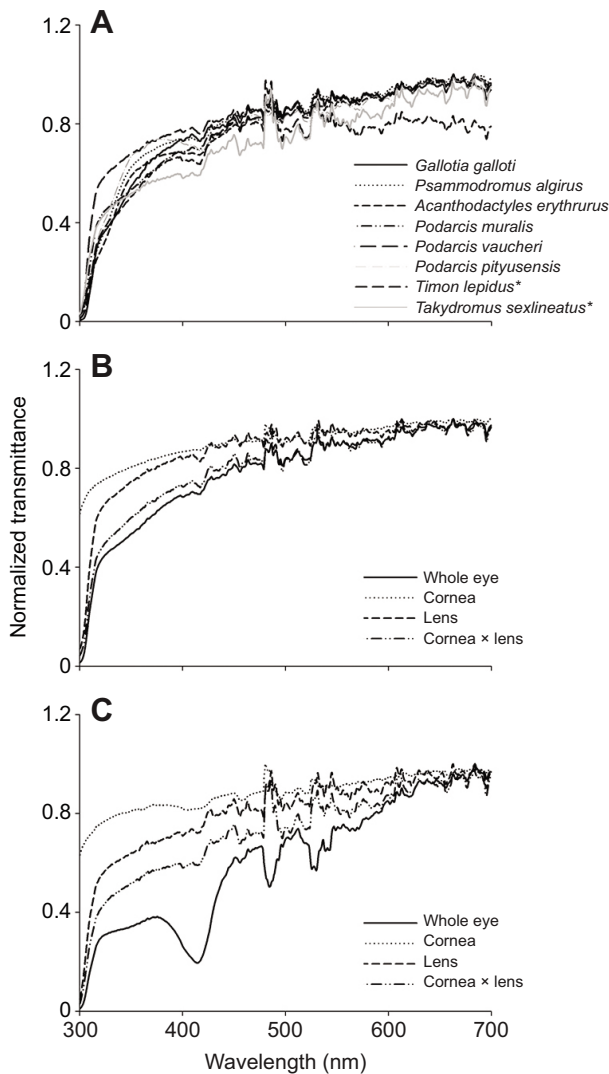 A
1.2
0.8
0.4
0
Gallotia galloti
Psammodromus algirus
Acanthodactyles erythrurus
Podarcis muralis
Podarcis vaucheri
Podarcis pityusensis
Timon lepidus*
Takydromus sexlineatus*
B
1.2
0.8
0.4
0
Normalized transmittance
Whole eye
Cornea
Lens
Cornea × lens
C
1.2
0.8
0.4
0
Whole eye
Cornea
Lens
Cornea × lens
300 400 500 600 700
Wavelength (nm)